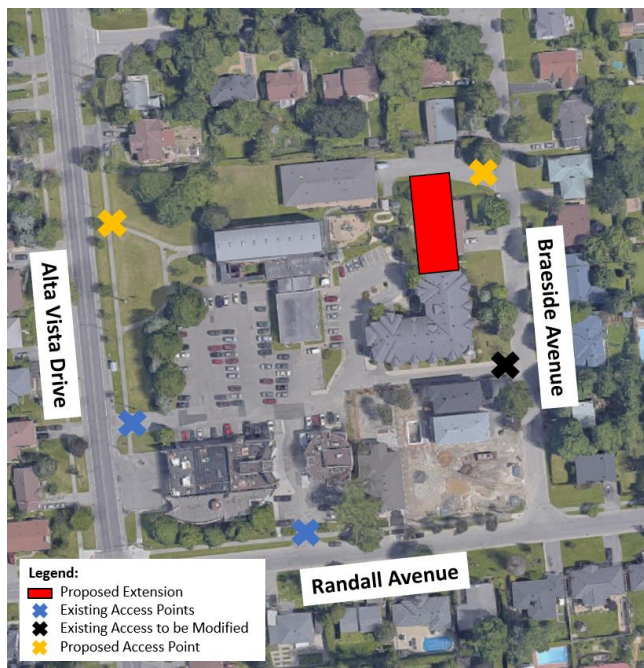 Alta Vista Drive
Braeside Avenue
Randall Avenue
Legend:
Proposed Extension
Existing Access Points
Existing Access to be Modified
Proposed Access Point